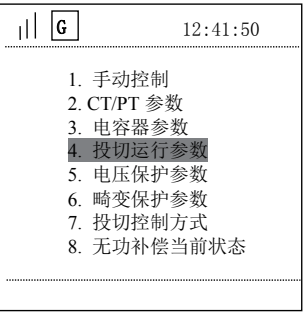 G 12:41:50
1. 手动控制
2. CT/PT 参数
3. 电容器参数
4. 投切运行参数
5. 电压保护参数
6. 畸变保护参数
7. 投切控制方式
8. 无功补偿当前状态